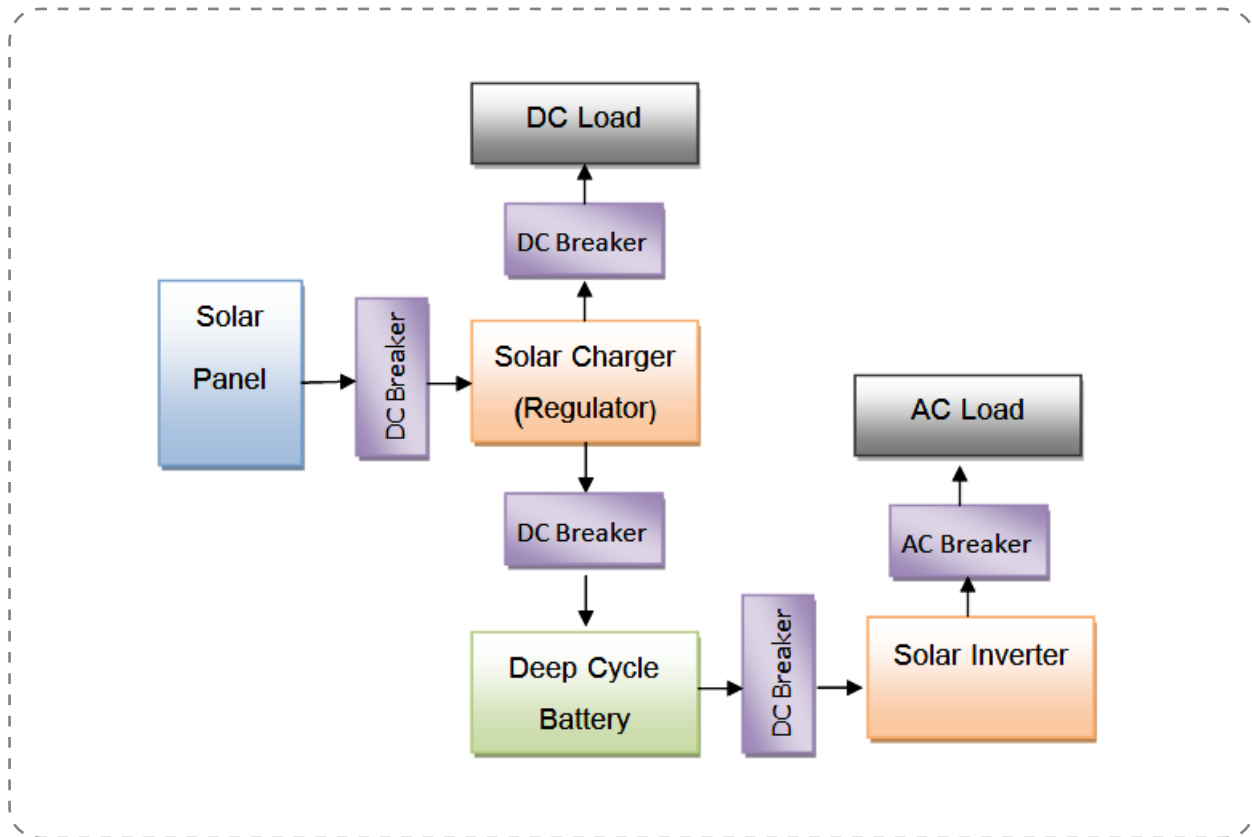 DC Load
DC Breaker
Solar
Panel
DC Breaker
Solar Charger
(Regulator)
AC Load
DC Breaker
AC Breaker
Deep Cycle
Battery
DC Breaker
Solar Inverter